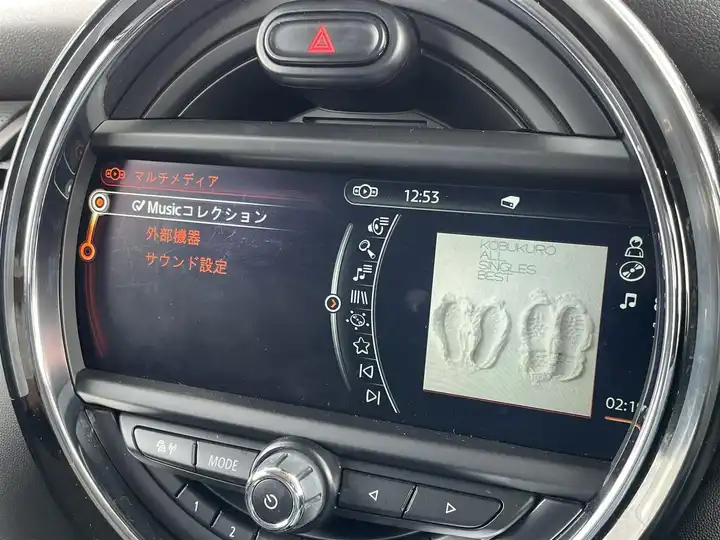 マルチメディア
Musicコレクション
外部機器
サウンド設定
12:53
KOBUKURO
ALL
SINGLES
BEST
MODE
1
2